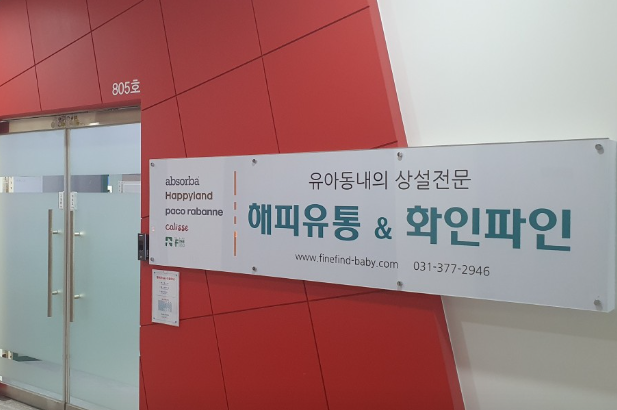 805호
absorba
Happyland
paco rabanne
calisse
유아동내의 상설전문
해피유통 & 화인파인
www.finefind-baby.com 031-377-2946